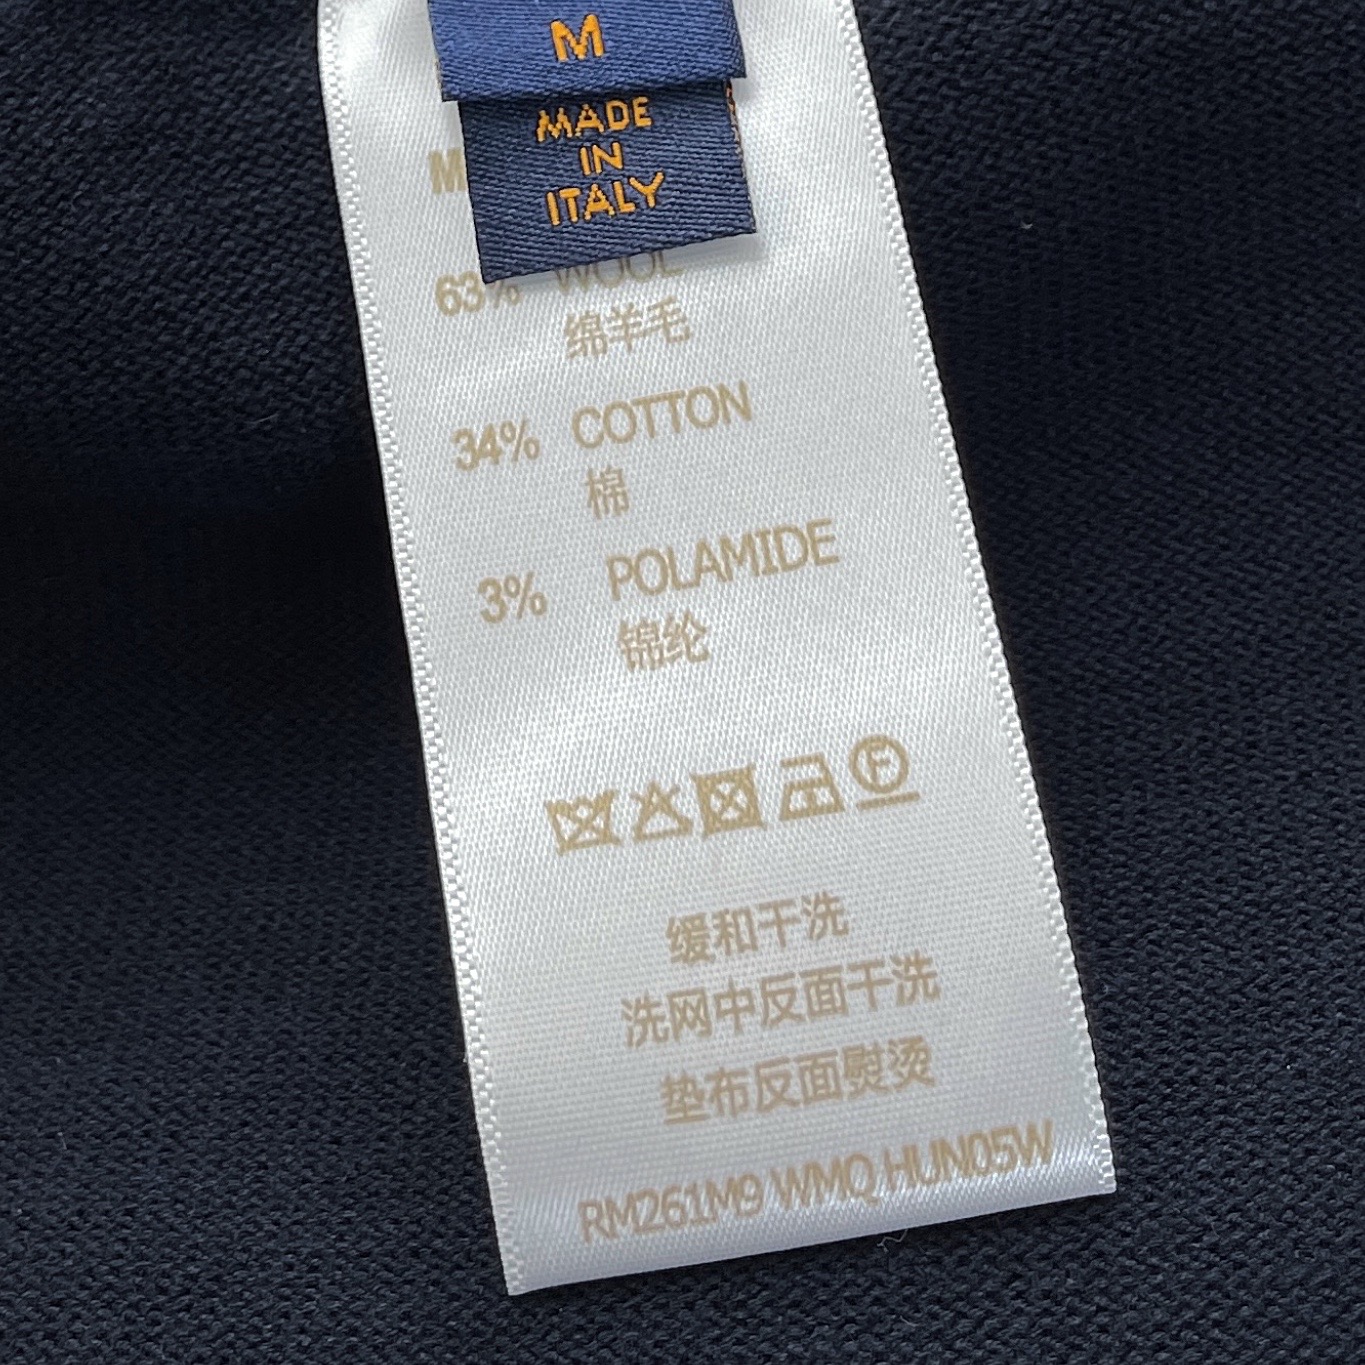 M
MADE
IN
ITALY
M
63% WOOL
绵羊毛
34% COTTON
棉
3% POLAMIDE
锦纶
F
缓和干洗
洗网中反面干洗
垫布反面熨烫
RM261M9 WMQ HUN05W